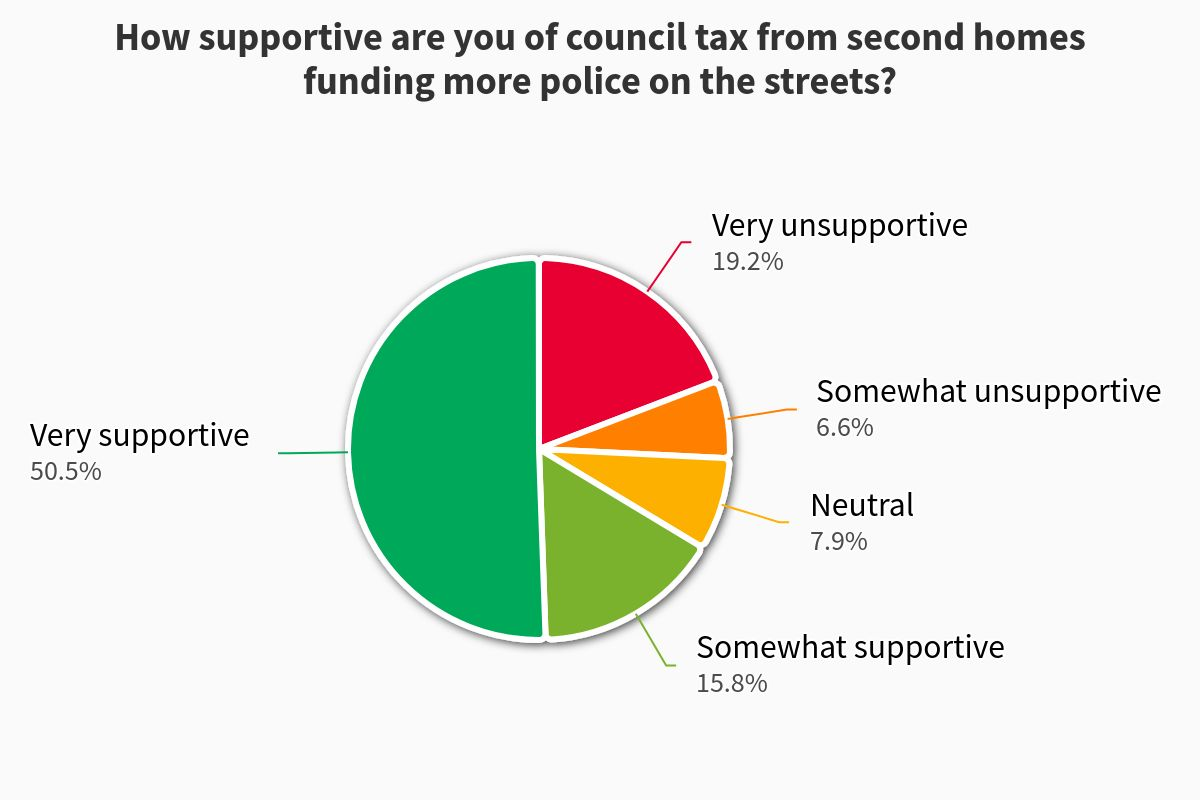 How supportive are you of council tax from second homes
funding more police on the streets?
Very unsupportive
19.2%
Somewhat unsupportive
6.6%
Neutral
7.9%
Somewhat supportive
15.8%
Very supportive
50.5%